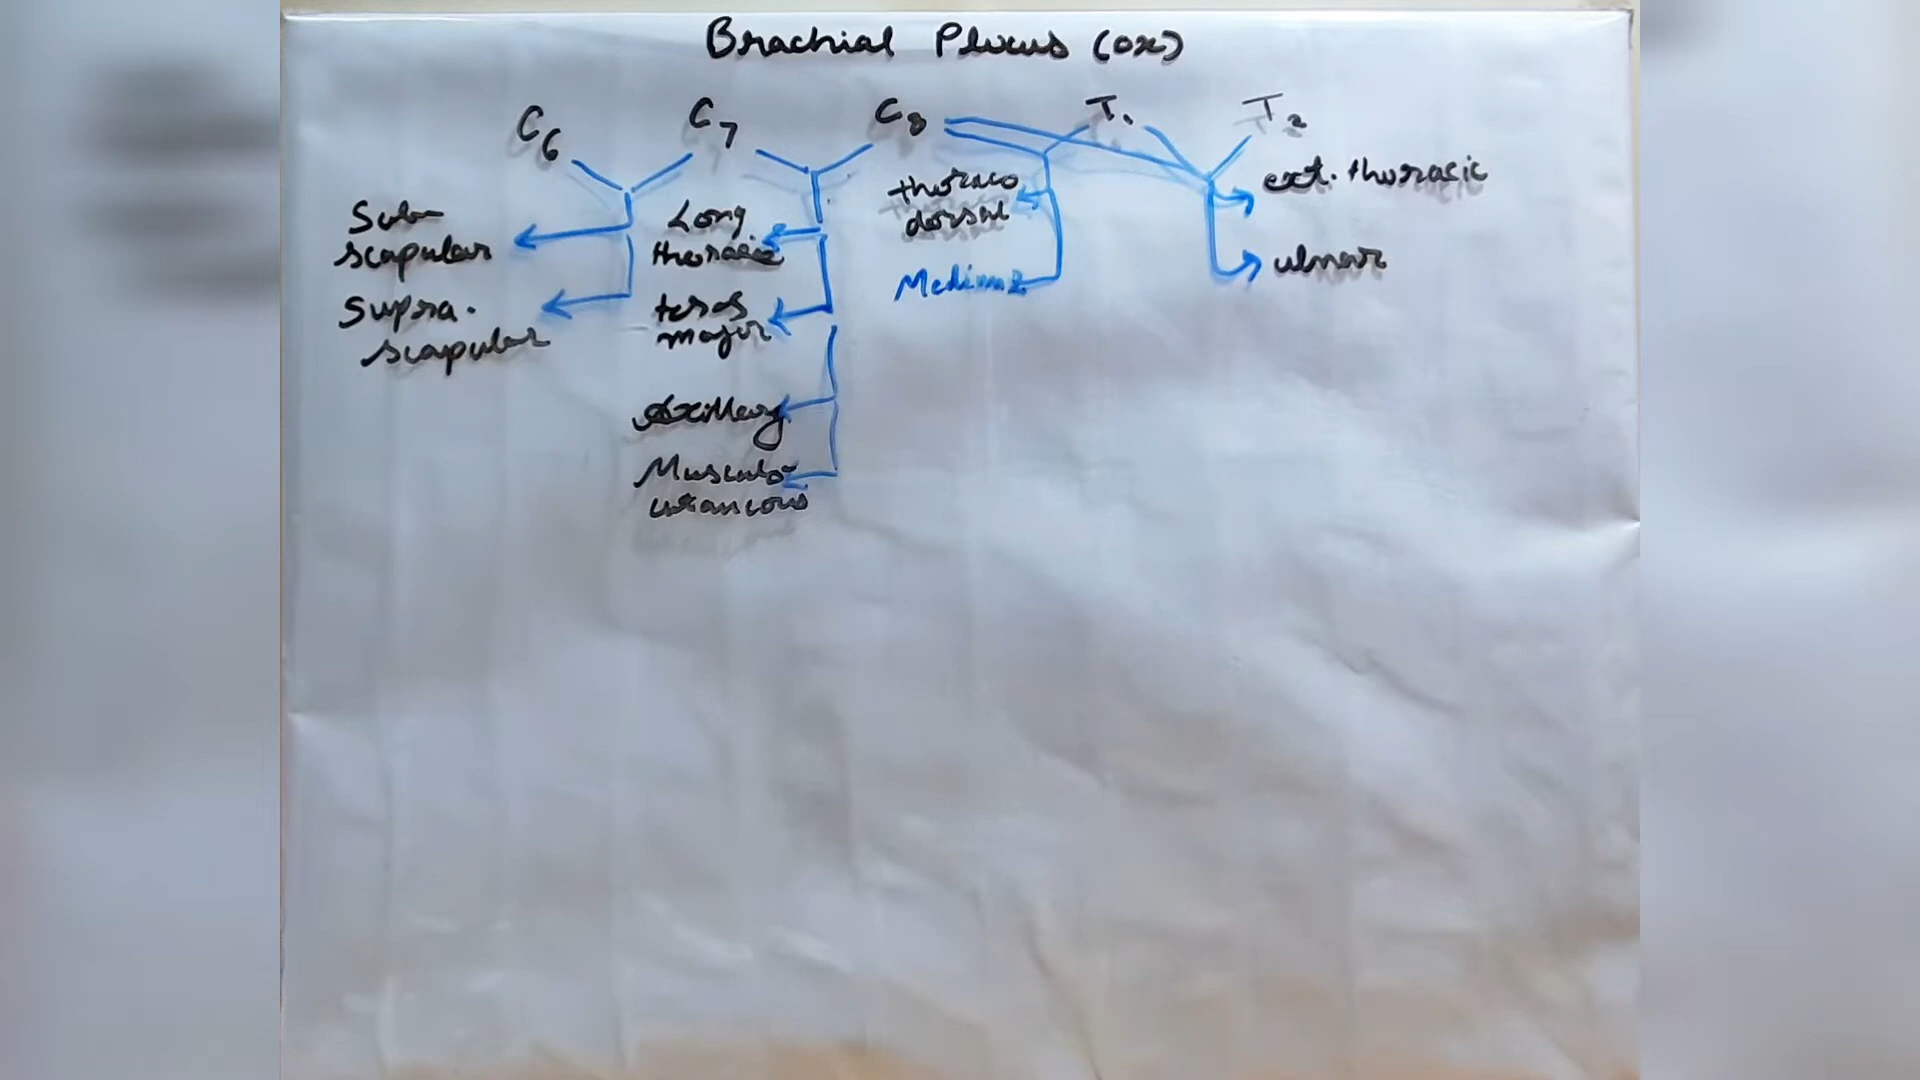 Brachial Plexus (ox)
C6 C7 C8 T1 T2
Sub-
scapular
Supra-
scapular
Long
thoracic
teres
major
Axillary
Musculo-
cutaneous
thoraco
dorsal
Median
ext. thoracic
ulnar